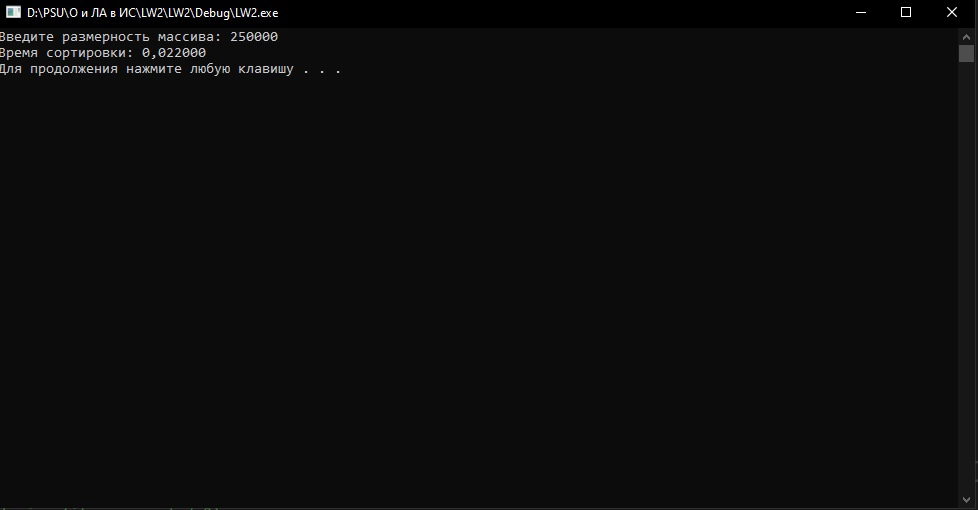 D:\PSU\О и ЛА в ИС\LW2\LW2\Debug\LW2.exe
Введите размерность массива: 250000
Время сортировки: 0,022000
Для продолжения нажмите любую клавишу . . .